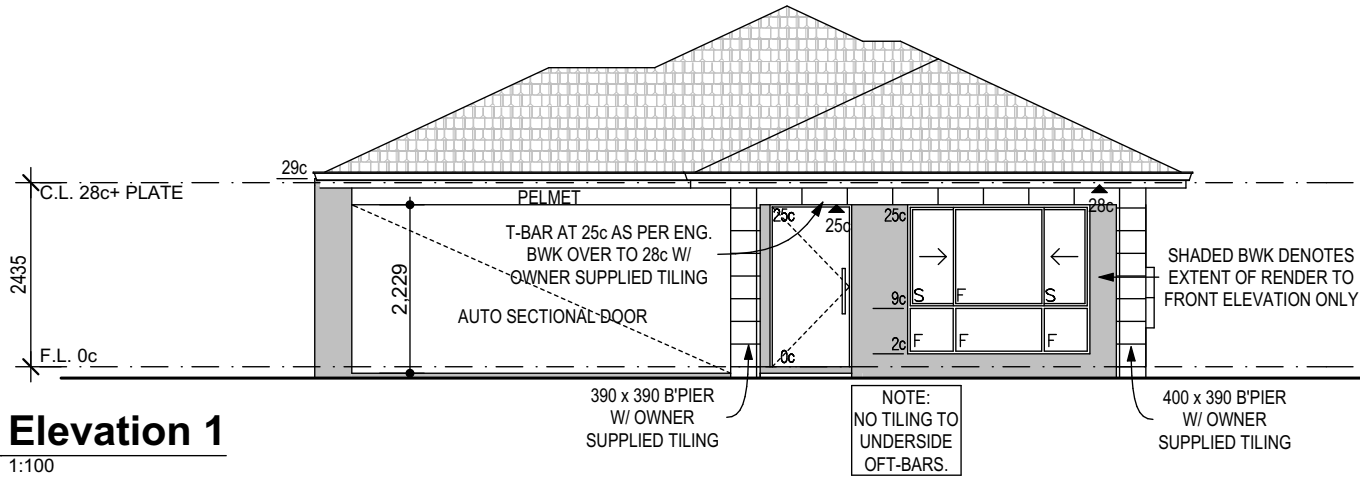 29c
C.L. 28c+ PLATE
PELMET
25c
25c
25c
28c
T-BAR AT 25c AS PER ENG.
BWK OVER TO 28c W/
OWNER SUPPLIED TILING
2435
2,229
SHADED BWK DENOTES
EXTENT OF RENDER TO
FRONT ELEVATION ONLY
S
F
S
9c
AUTO SECTIONAL DOOR
F
F
F
2c
F.L. 0c
0c
390 x 390 B'PIER
W/ OWNER
SUPPLIED TILING
NOTE:
NO TILING TO
UNDERSIDE
OFT-BARS.
400 x 390 B'PIER
W/ OWNER
SUPPLIED TILING
Elevation 1
1:100